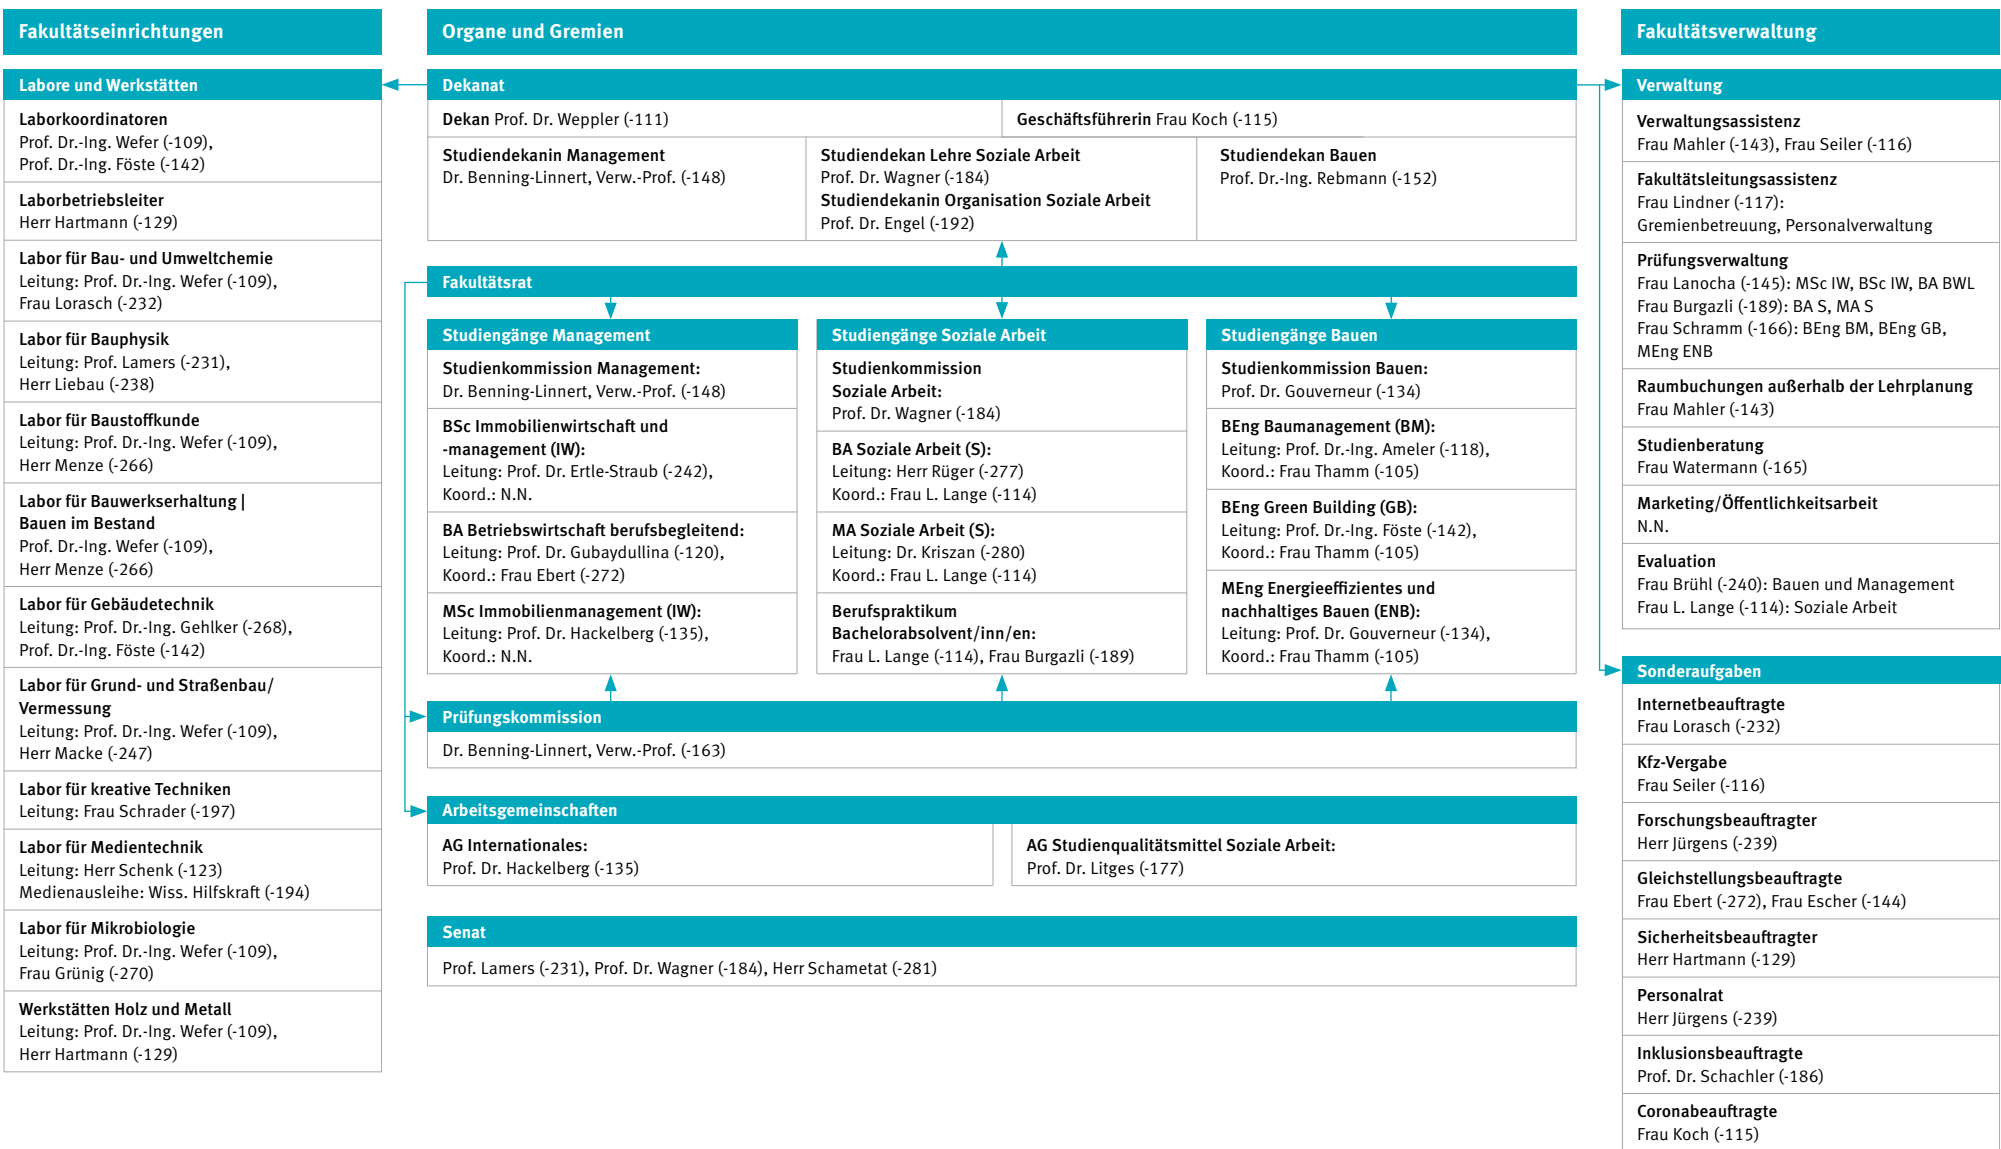 Fakultätseinrichtungen
Labore und Werkstätten
Laborkoordinatoren
Prof. Dr.-Ing. Wefer (-109),
Prof. Dr.-Ing. Föste (-142)
Laborbetriebsleiter
Herr Hartmann (-129)
Labor für Bau- und Umweltchemie
Leitung: Prof. Dr.-Ing. Wefer (-109),
Frau Lorasch (-232)
Labor für Bauphysik
Leitung: Prof. Lamers (-231),
Herr Liebau (-238)
Labor für Baustoffkunde
Leitung: Prof. Dr.-Ing. Wefer (-109),
Herr Menze (-266)
Labor für Bauwerkserhaltung |
Bauen im Bestand
Prof. Dr.-Ing. Wefer (-109),
Herr Menze (-266)
Labor für Gebäudetechnik
Leitung: Prof. Dr.-Ing. Gehlker (-268),
Prof. Dr.-Ing. Föste (-142)
Labor für Grund- und Straßenbau/
Vermessung
Leitung: Prof. Dr.-Ing. Wefer (-109),
Herr Macke (-247)
Labor für kreative Techniken
Leitung: Frau Schrader (-197)
Labor für Medientechnik
Leitung: Herr Schenk (-123)
Medienausleihe: Wiss. Hilfskraft (-194)
Labor für Mikrobiologie
Leitung: Prof. Dr.-Ing. Wefer (-109),
Frau Grünig (-270)
Werkstätten Holz und Metall
Leitung: Prof. Dr.-Ing. Wefer (-109),
Herr Hartmann (-129)
Organe und Gremien
Dekanat
Dekan Prof. Dr. Weppler (-111)
Geschäftsführerin Frau Koch (-115)
Studiendekanin Management
Dr. Benning-Linnert, Verw.-Prof. (-148)
Studiendekan Lehre Soziale Arbeit
Prof. Dr. Wagner (-184)
Studiendekanin Organisation Soziale Arbeit
Prof. Dr. Engel (-192)
Studiendekan Bauen
Prof. Dr.-Ing. Rebmann (-152)
Fakultätsrat
Studiengänge Management
Studienkommission Management:
Dr. Benning-Linnert, Verw.-Prof. (-148)
BSc Immobilienwirtschaft und
-management (IW):
Leitung: Prof. Dr. Ertle-Straub (-242),
Koord.: N.N.
BA Betriebswirtschaft berufsbegleitend:
Leitung: Prof. Dr. Gubaydullina (-120),
Koord.: Frau Ebert (-272)
MSc Immobilienmanagement (IW):
Leitung: Prof. Dr. Hackelberg (-135),
Koord.: N.N.
Studiengänge Soziale Arbeit
Studienkommission
Soziale Arbeit:
Prof. Dr. Wagner (-184)
BA Soziale Arbeit (S):
Leitung: Herr Rüger (-277)
Koord.: Frau L. Lange (-114)
MA Soziale Arbeit (S):
Leitung: Dr. Kriszan (-280)
Koord.: Frau L. Lange (-114)
Berufspraktikum
Bachelorabsolvent/inn/en:
Frau L. Lange (-114), Frau Burgazli (-189)
Studiengänge Bauen
Studienkommission Bauen:
Prof. Dr. Gouverneur (-134)
BEng Baumanagement (BM):
Leitung: Prof. Dr.-Ing. Ameler (-118),
Koord.: Frau Thamm (-105)
BEng Green Building (GB):
Leitung: Prof. Dr.-Ing. Föste (-142),
Koord.: Frau Thamm (-105)
MEng Energieeffizientes und
nachhaltiges Bauen (ENB):
Leitung: Prof. Dr. Gouverneur (-134),
Koord.: Frau Thamm (-105)
Prüfungskommission
Dr. Benning-Linnert, Verw.-Prof. (-163)
Arbeitsgemeinschaften
AG Internationales:
Prof. Dr. Hackelberg (-135)
AG Studienqualitätsmittel Soziale Arbeit:
Prof. Dr. Litges (-177)
Senat
Prof. Lamers (-231), Prof. Dr. Wagner (-184), Herr Schametat (-281)
Fakultätsverwaltung
Verwaltung
Verwaltungsassistenz
Frau Mahler (-143), Frau Seiler (-116)
Fakultätsleitungsassistenz
Frau Lindner (-117):
Gremienbetreuung, Personalverwaltung
Prüfungsverwaltung
Frau Lanocha (-145): MSc IW, BSc IW, BA BWL
Frau Burgazli (-189): BA S, MA S
Frau Schramm (-166): BEng BM, BEng GB,
MEng ENB
Raumbuchungen außerhalb der Lehrplanung
Frau Mahler (-143)
Studienberatung
Frau Watermann (-165)
Marketing/Öffentlichkeitsarbeit
N.N.
Evaluation
Frau Brühl (-240): Bauen und Management
Frau L. Lange (-114): Soziale Arbeit
Sonderaufgaben
Internetbeauftragte
Frau Lorasch (-232)
Kfz-Vergabe
Frau Seiler (-116)
Forschungsbeauftragter
Herr Jürgens (-239)
Gleichstellungsbeauftragte
Frau Ebert (-272), Frau Escher (-144)
Sicherheitsbeauftragter
Herr Hartmann (-129)
Personalrat
Herr Jürgens (-239)
Inklusionsbeauftragte
Prof. Dr. Schachler (-186)
Coronabeauftragte
Frau Koch (-115)